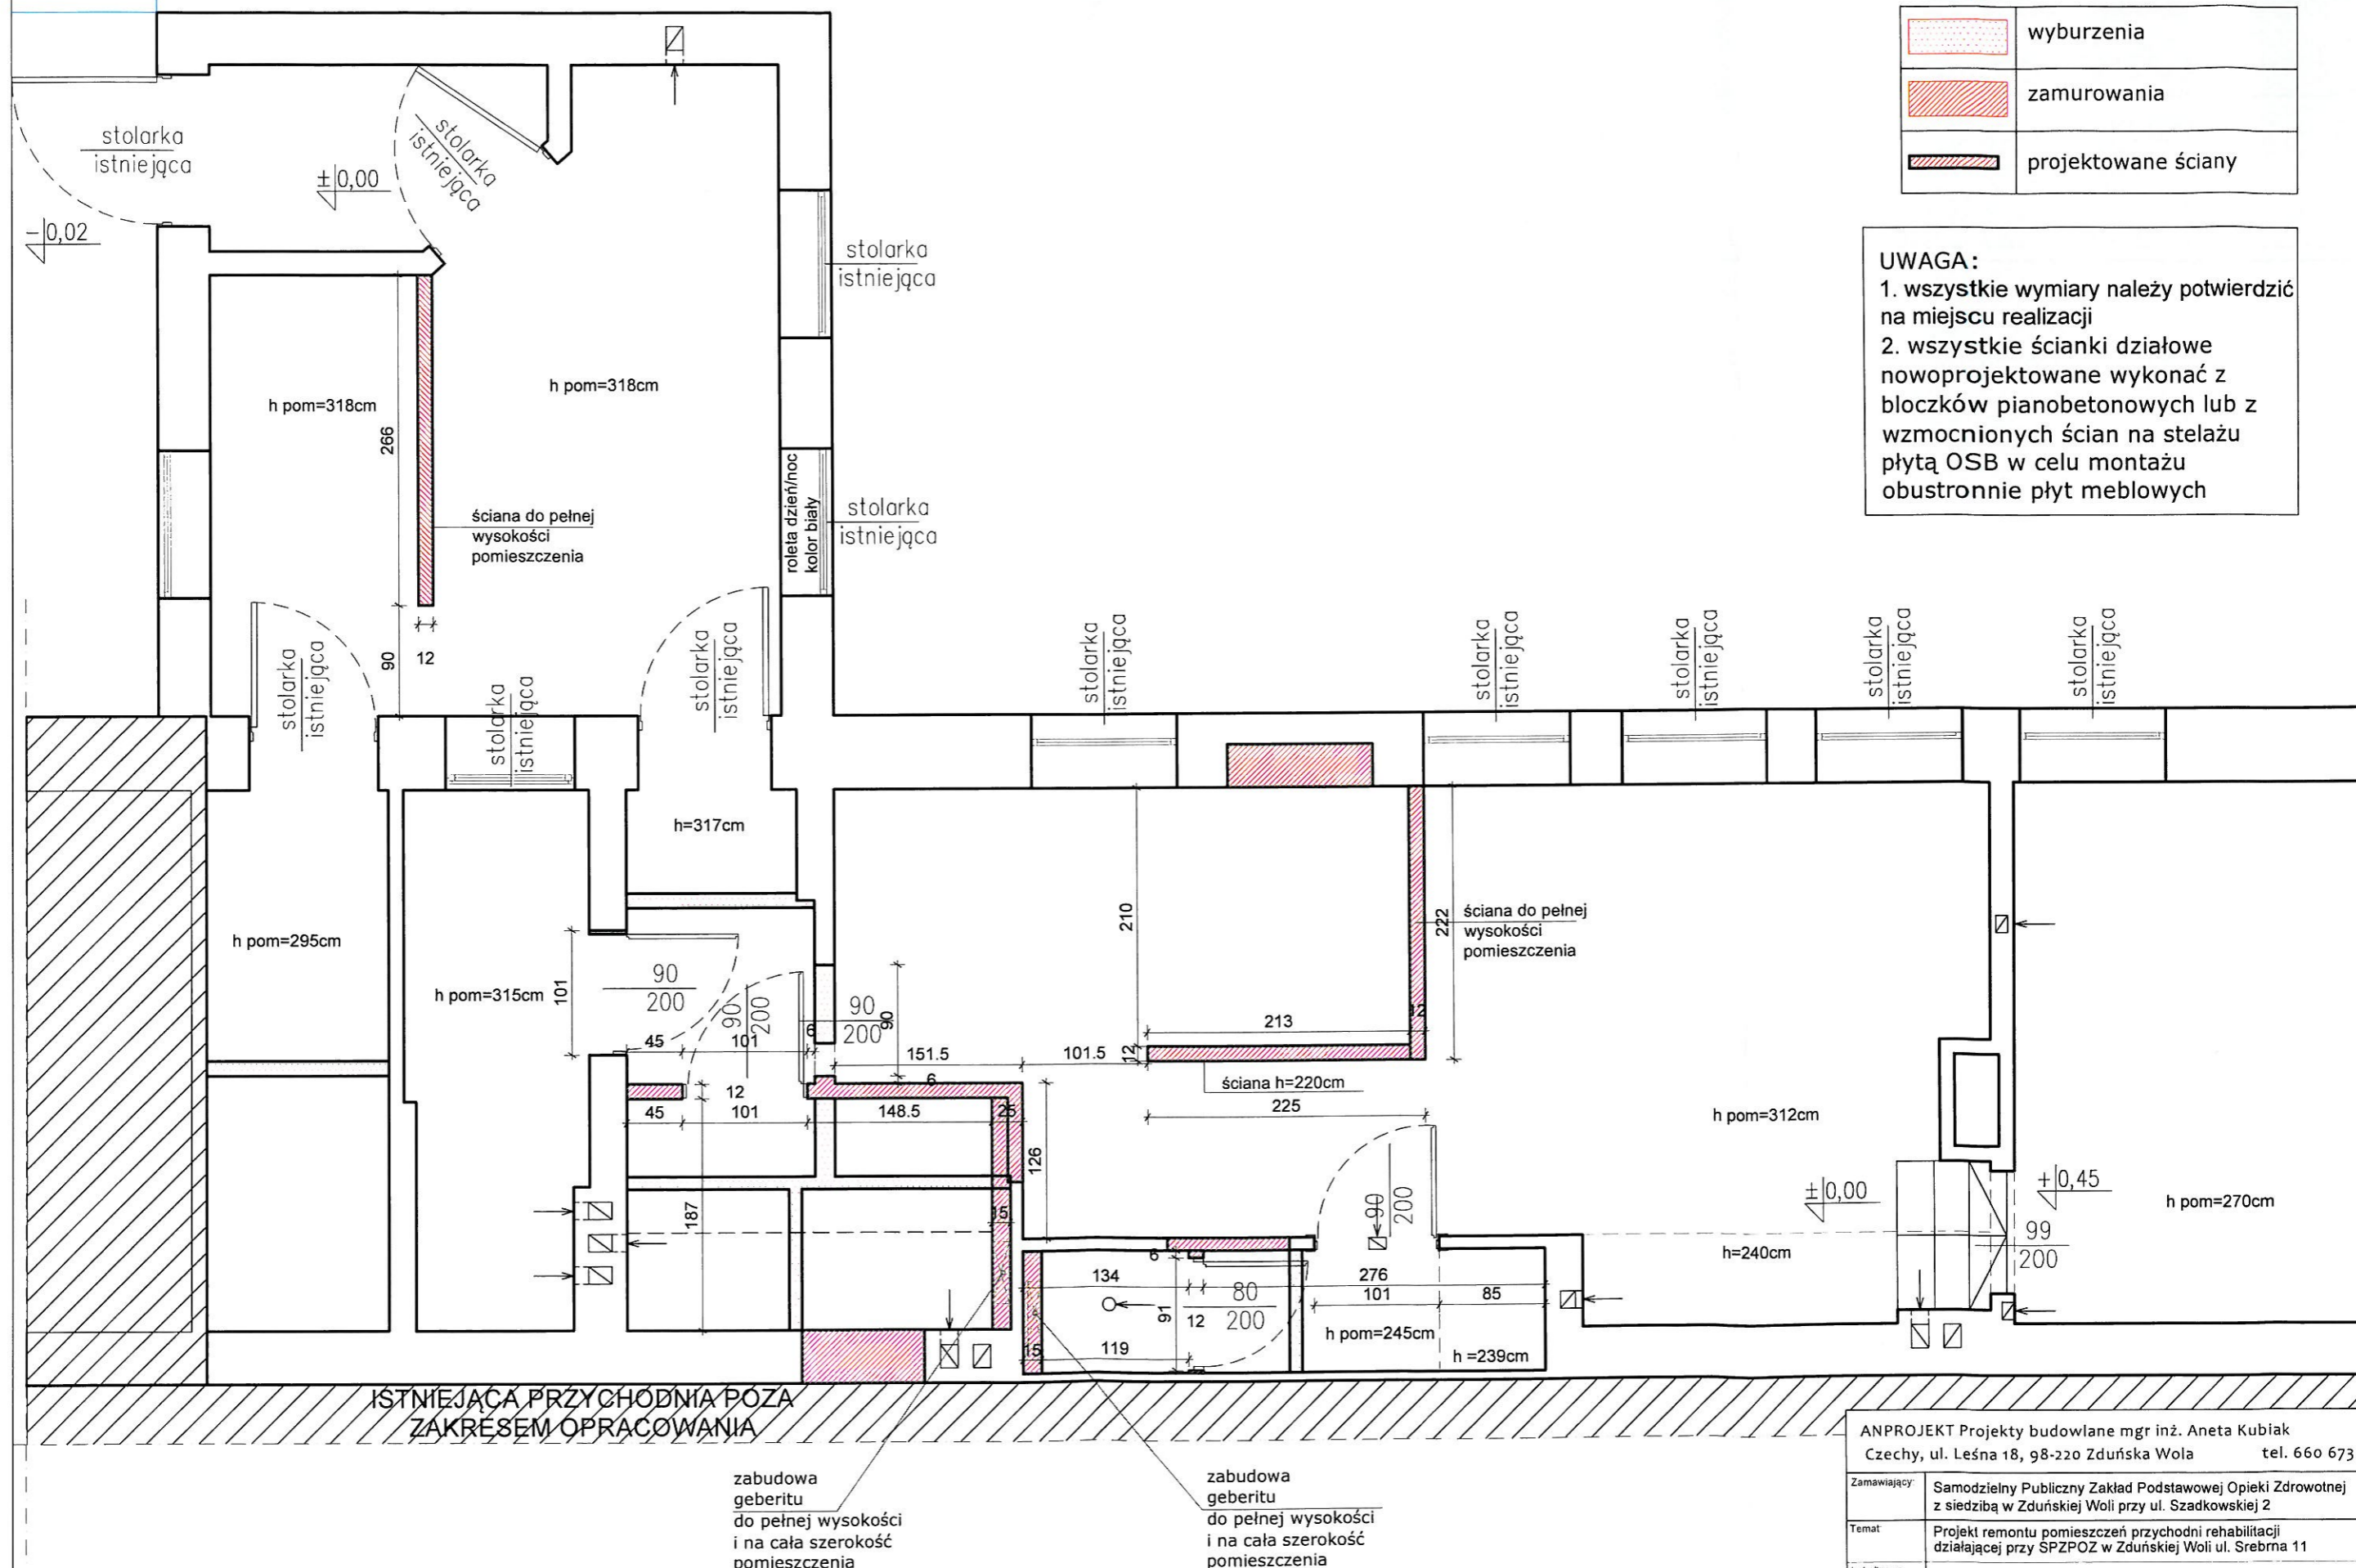 wyburzenia
zamurowania
projektowane ściany
UWAGA:
1. wszystkie wymiary należy potwierdzić
na miejscu realizacji
2. wszystkie ścianki działowe
nowoprojektowane wykonać z
bloczków pianobetonowych lub z
wzmocnionych ścian na stelażu
płytą OSB w celu montażu
obustronnie płyt meblowych
stolarka
istniejąca
stolarka
istniejąca
±0,00
-0,02
stolarka
istniejąca
h pom=318cm
h pom=318cm
266
roleta dzień/noc
kolor biały
stolarka
istniejąca
ściana do pełnej
wysokości
pomieszczenia
90
12
stolarka
istniejąca
stolarka
istniejąca
stolarka
istniejąca
stolarka
istniejąca
stolarka
istniejąca
stolarka
istniejąca
stolarka
istniejąca
stolarka
istniejąca
h=317cm
h pom=295cm
h pom=315cm
101
90
200
90
200
90
200
90
6
45
101
151.5
101.5
12
210
213
12
222
ściana do pełnej
wysokości
pomieszczenia
ściana h=220cm
225
6
12
45
101
148.5
25
126
187
15
h pom=312cm
±0,00
+0,45
h pom=270cm
99
200
h=240cm
90
200
6
134
276
80
200
101
85
91
12
15
119
h pom=245cm
h =239cm
ISTNIEJĄCA PRZYCHODNIA POZA
ZAKRESEM OPRACOWANIA
zabudowa
geberitu
do pełnej wysokości
i na cała szerokość
pomieszczenia
zabudowa
geberitu
do pełnej wysokości
i na cała szerokość
pomieszczenia
ANPROJEKT Projekty budowlane mgr inż. Aneta Kubiak
Czechy, ul. Leśna 18, 98-220 Zduńska Wola tel. 660 673
Zamawiający: Samodzielny Publiczny Zakład Podstawowej Opieki Zdrowotnej
z siedzibą w Zduńskiej Woli przy ul. Szadkowskiej 2
Temat: Projekt remontu pomieszczeń przychodni rehabilitacji
działającej przy SPZPOZ w Zduńskiej Woli ul. Srebrna 11